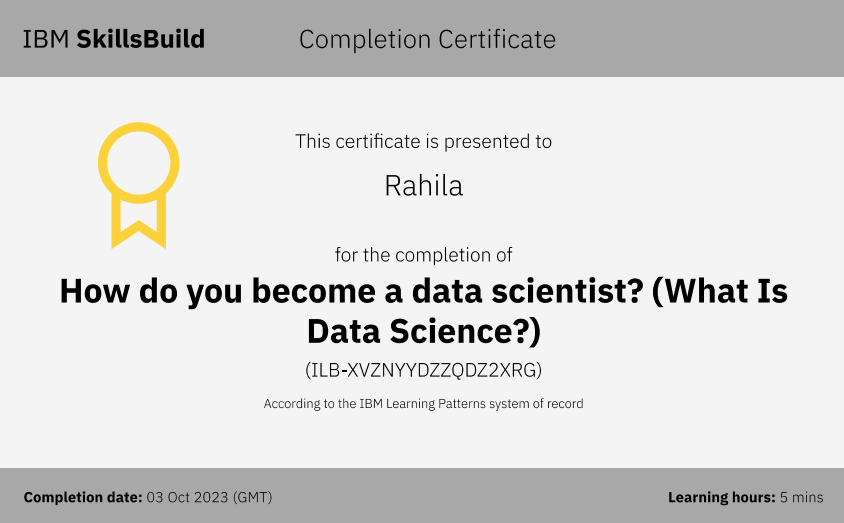 IBM SkillsBuild
Completion Certificate
This certificate is presented to
Rahila
for the completion of
How do you become a data scientist? (What Is
Data Science?)
(ILB-XVZNYYDZZQDZ2XRG)
According to the IBM Learning Patterns system of record
Completion date: 03 Oct 2023 (GMT)
Learning hours: 5 mins